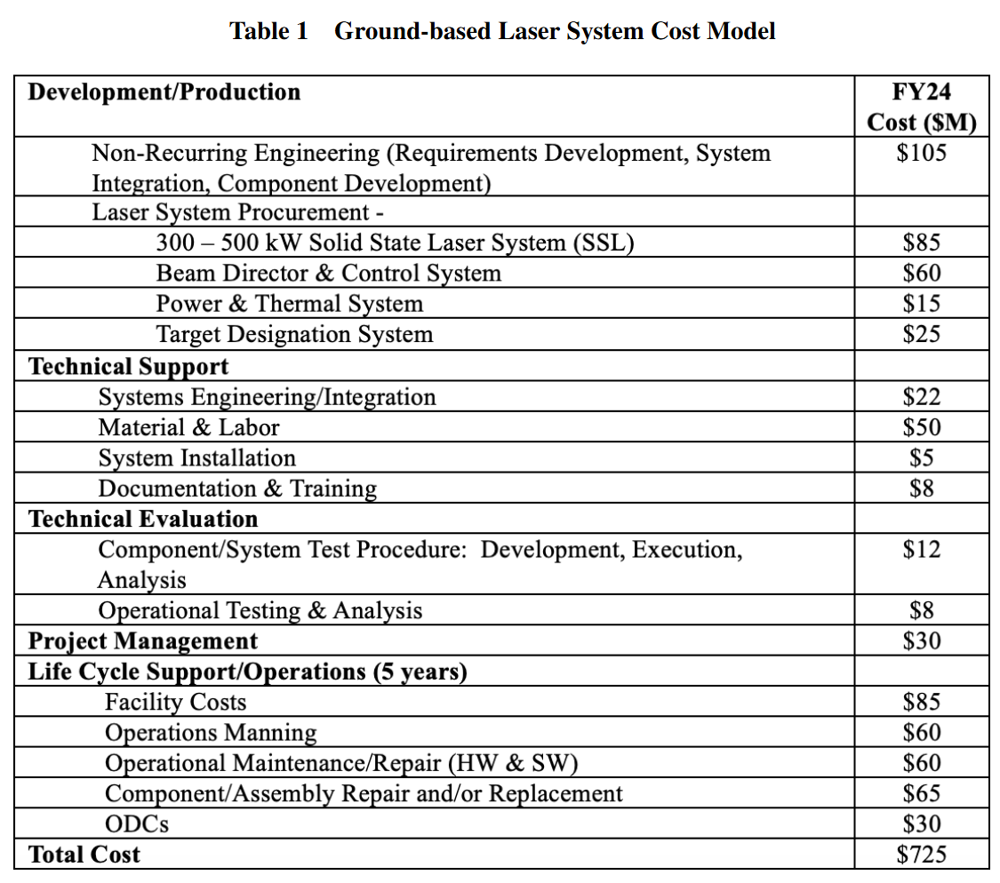 Table 1 Ground-based Laser System Cost Model
Development/Production FY24
Cost ($M)
Non-Recurring Engineering (Requirements Development, System $105
Integration, Component Development)
Laser System Procurement -
300 – 500 kW Solid State Laser System (SSL) $85
Beam Director & Control System $60
Power & Thermal System $15
Target Designation System $25
Technical Support
Systems Engineering/Integration $22
Material & Labor $50
System Installation $5
Documentation & Training $8
Technical Evaluation
Component/System Test Procedure: Development, Execution, $12
Analysis
Operational Testing & Analysis $8
Project Management $30
Life Cycle Support/Operations (5 years)
Facility Costs $85
Operations Manning $60
Operational Maintenance/Repair (HW & SW) $60
Component/Assembly Repair and/or Replacement $65
ODCs $30
Total Cost $725